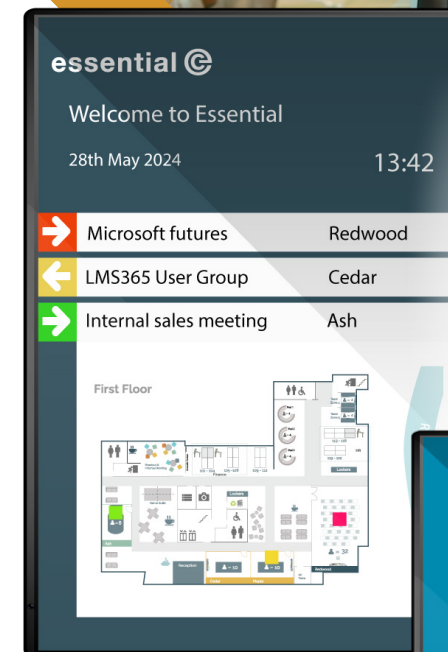 essential
Welcome to Essential
28th May 2024 13:42
Microsoft futures Redwood
LMS365 User Group Cedar
Internal sales meeting Ash
First Floor
Lockers
Lockers
Reception
Redwood